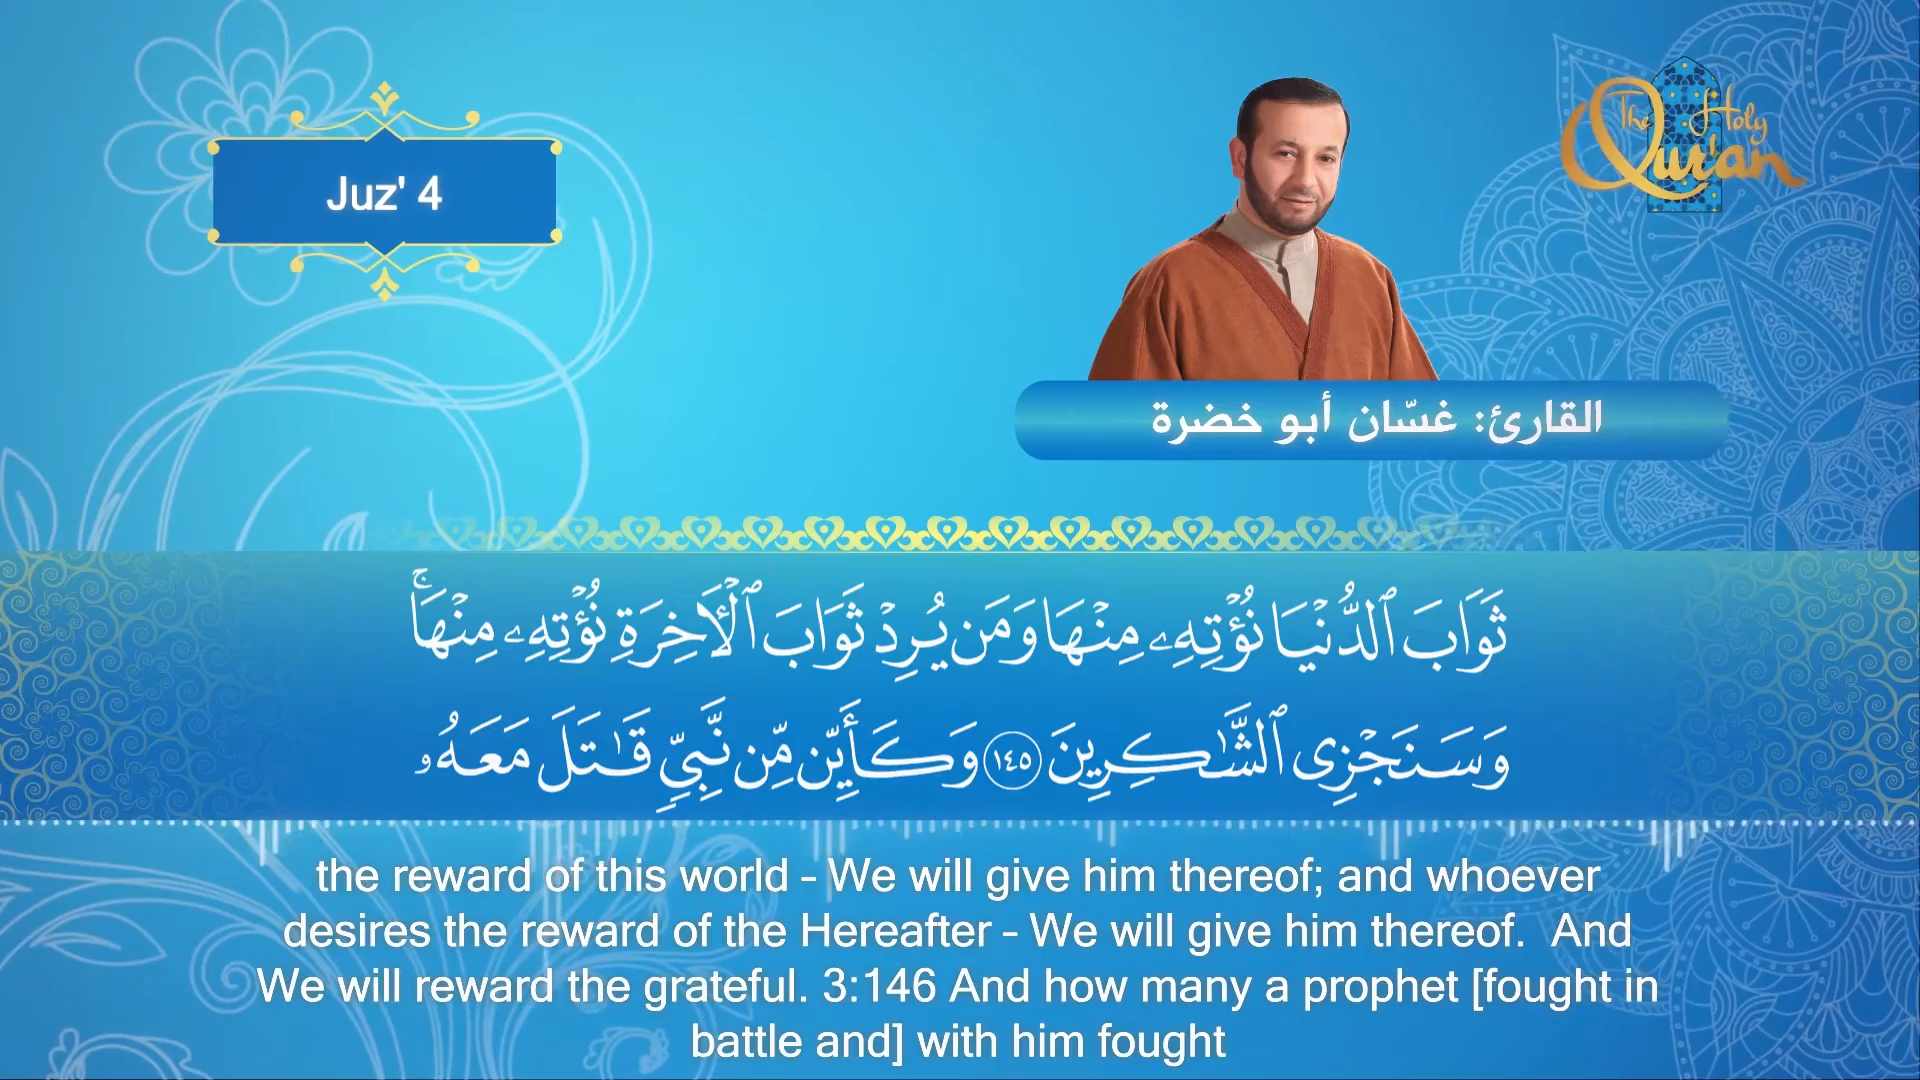 Juz' 4
The Holy Qur'an
القارئ: غسّان أبو خضرة
ثَوَابَ ٱلدُّنْيَا نُؤْتِهِۦ مِنْهَا وَمَن يُرِدْ ثَوَابَ ٱلْـَٔاخِرَةِ نُؤْتِهِۦ مِنْهَا ۚ
وَسَنَجْزِى ٱلشَّـٰكِرِينَ ١٤٥ وَكَأَيِّن مِّن نَّبِىٍّ قَـٰتَلَ مَعَهُۥ
the reward of this world – We will give him thereof; and whoever
desires the reward of the Hereafter – We will give him thereof.  And
We will reward the grateful. 3:146 And how many a prophet [fought in
battle and] with him fought